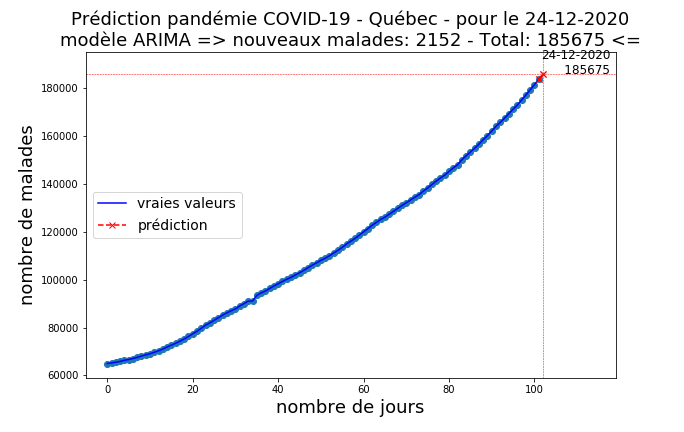 Prédiction pandémie COVID-19 - Québec - pour le 24-12-2020
modèle ARIMA => nouveaux malades: 2152 - Total: 185675 <=
24-12-2020
185675
180000
160000
140000
120000
100000
80000
60000
nombre de malades
vraies valeurs
prédiction
0 20 40 60 80 100
nombre de jours